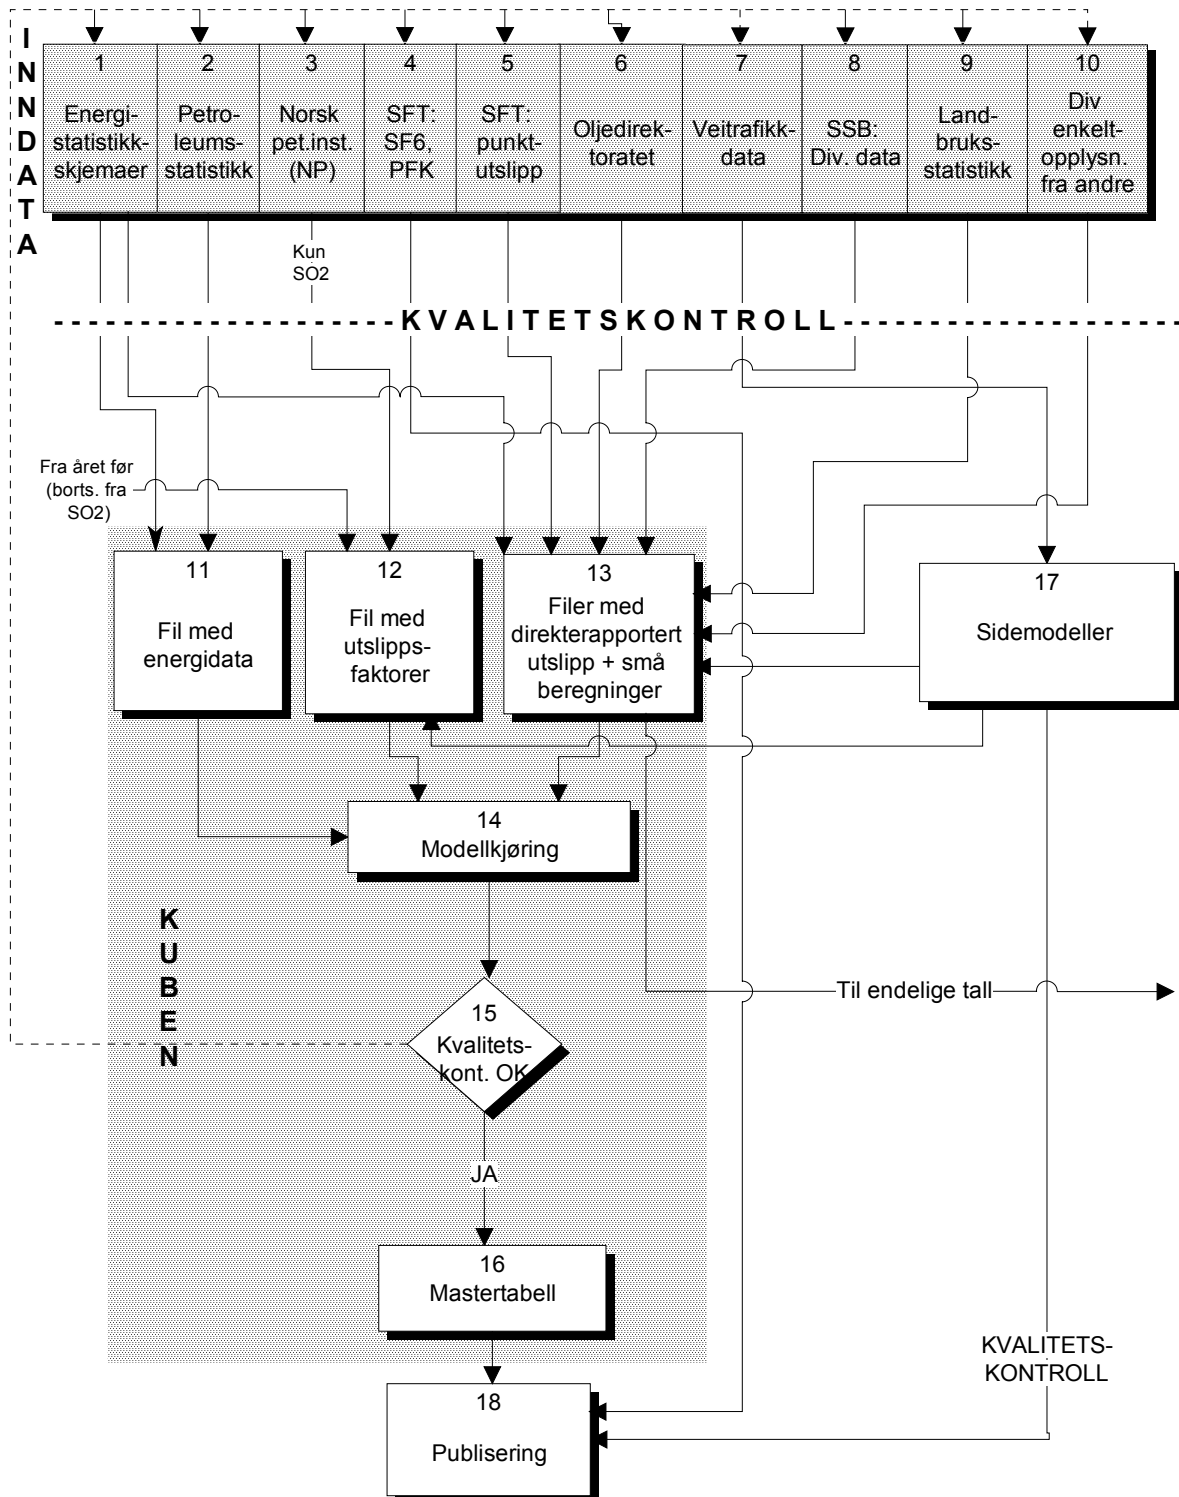 INNDATA
1
Energi-
statistikk-
skjemaer
2
Petro-
leums-
statistikk
3
Norsk
pet.inst.
(NP)
4
SFT:
SF6,
PFK
5
SFT:
punkt-
utslipp
6
Oljedirek-
toratet
7
Veitrafikk-
data
8
SSB:
Div. data
9
Land-
bruks-
statistikk
10
Div
enkelt-
opplysn.
fra andre
Kun
SO2
KVALITETSKONTROLL
Fra året før
(borts. fra
SO2)
11
Fil med
energidata
12
Fil med
utslipps-
faktorer
13
Filer med
direkterapportert
utslipp + små
beregninger
17
Sidemodeller
14
Modellkjøring
KUBEN
15
Kvalitets-
kont. OK
Til endelige tall
JA
16
Mastertabell
KVALITETS-
KONTROLL
18
Publisering